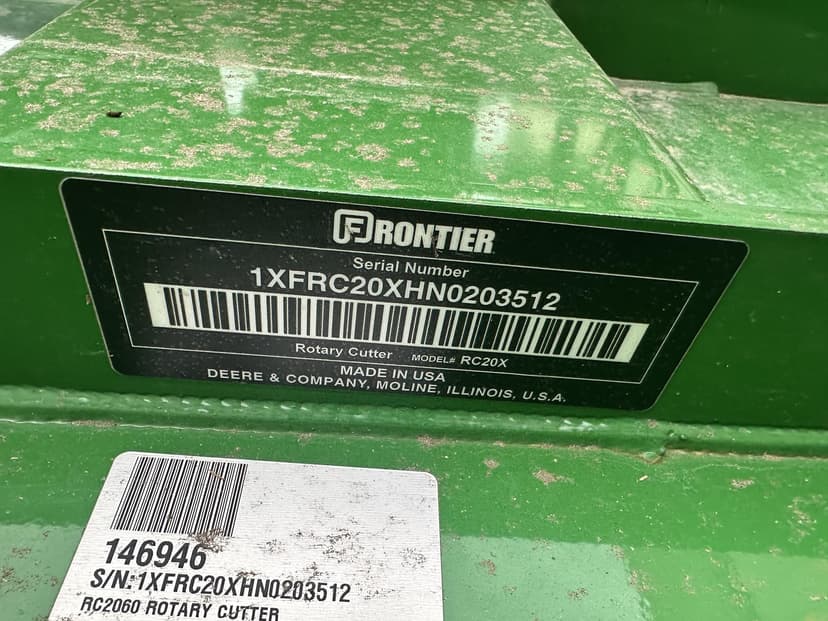 FRONTIER
Serial Number
1XFRC20XHN0203512
Rotary Cutter MODEL# RC20X
MADE IN USA
DEERE & COMPANY, MOLINE, ILLINOIS, U.S.A.
146946
S/N:1XFRC20XHN0203512
RC2060 ROTARY CUTTER